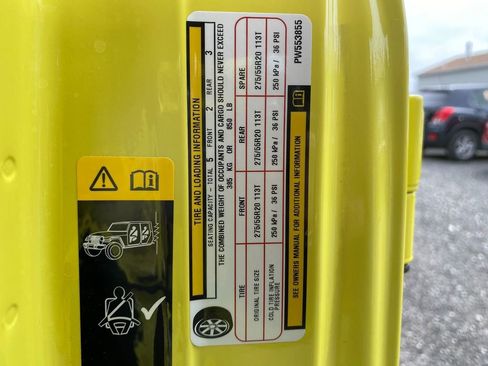 TIRE AND LOADING INFORMATION
SEATING CAPACITY - TOTAL 5 FRONT 2 REAR 3
THE COMBINED WEIGHT OF OCCUPANTS AND CARGO SHOULD NEVER EXCEED
385 KG OR 850 LB
TIRE FRONT REAR SPARE
ORIGINAL TIRE SIZE 275/55R20 113T 275/55R20 113T 275/55R20 113T
COLD TIRE INFLATION PRESSURE 250 kPa / 36 PSI 250 kPa / 36 PSI 250 kPa / 36 PSI
SEE OWNERS MANUAL FOR ADDITIONAL INFORMATION
PW553855